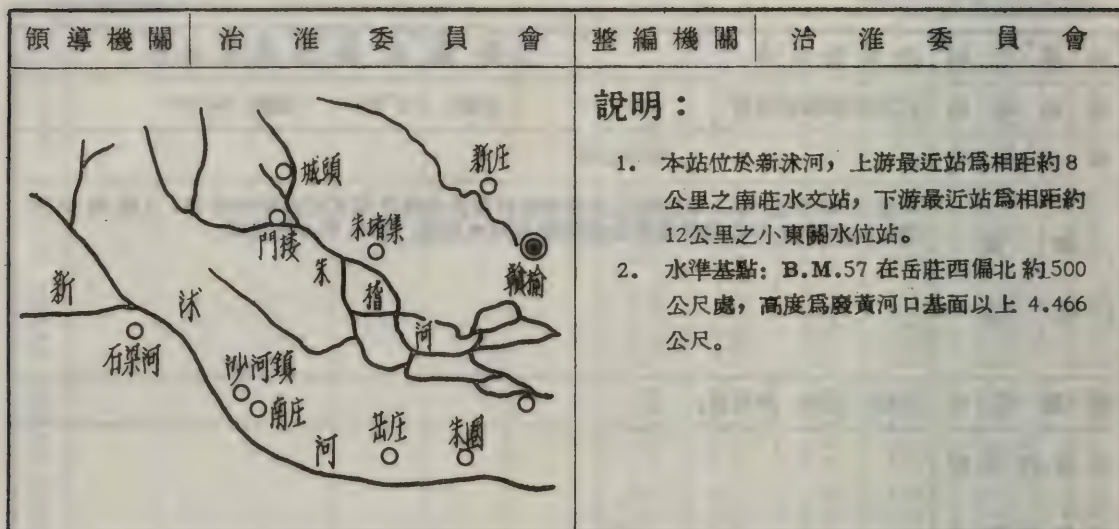 領導機關 治淮委員會 整編機關 治淮委員會
說明：
1. 本站位於新沭河，上游最近站爲相距約8
公里之南莊水文站，下游最近站爲相距約
12公里之小東關水位站。
2. 水準基點：B.M.57 在岳莊西偏北約1500
公尺處，高度爲廢黃河口基面以上 4.466
公尺。
城頭
新庄
門接
朱堵集
贛榆
朱
稽
河
新
沭
河
石梁河
沙河鎮
南庄
岳庄
朱圃